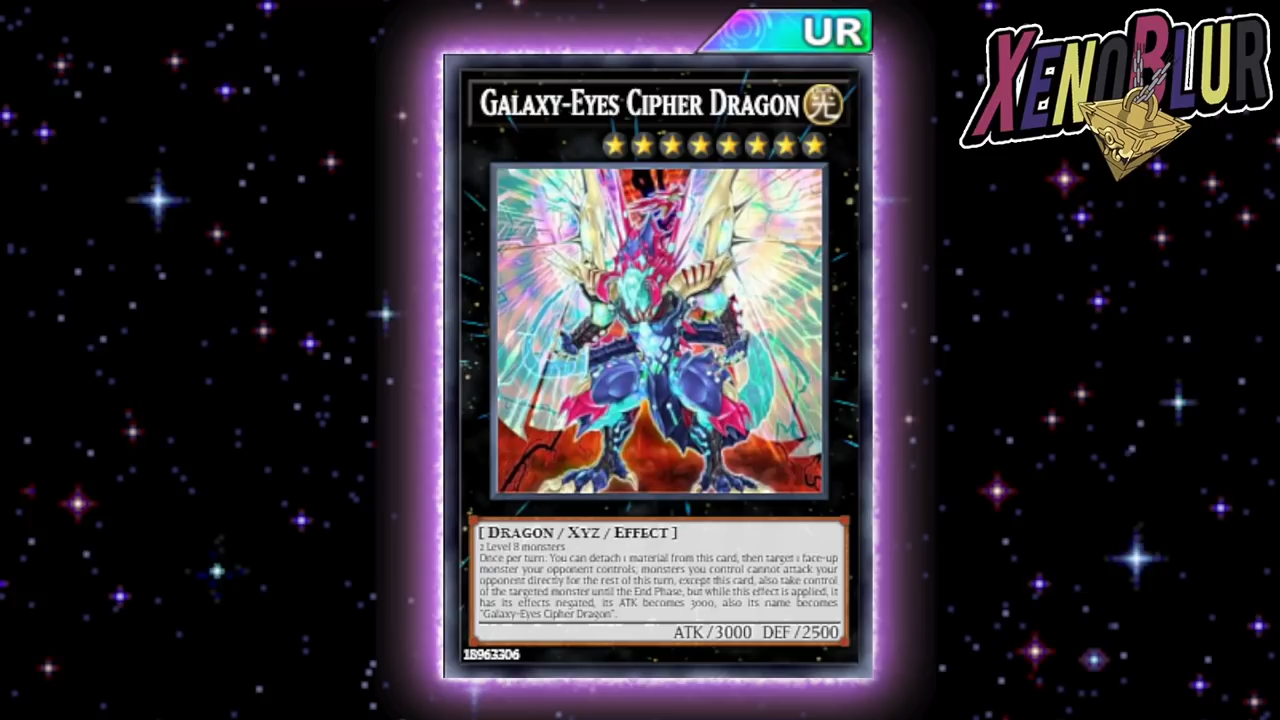 UR
XENOBLUR
GALAXY-EYES CIPHER DRAGON 光
[ DRAGON / XYZ / EFFECT ]
2 Level 8 monsters
Once per turn: You can detach 1 material from this card, then target 1 face-up
monster your opponent controls; monsters you control cannot attack your
opponent directly for the rest of this turn, except this card, also take control
of the targeted monster until the End Phase, but while this effect is applied, it
has its effects negated, its ATK becomes 3000, also its name becomes
"Galaxy-Eyes Cipher Dragon".
ATK/3000 DEF/2500
18963306